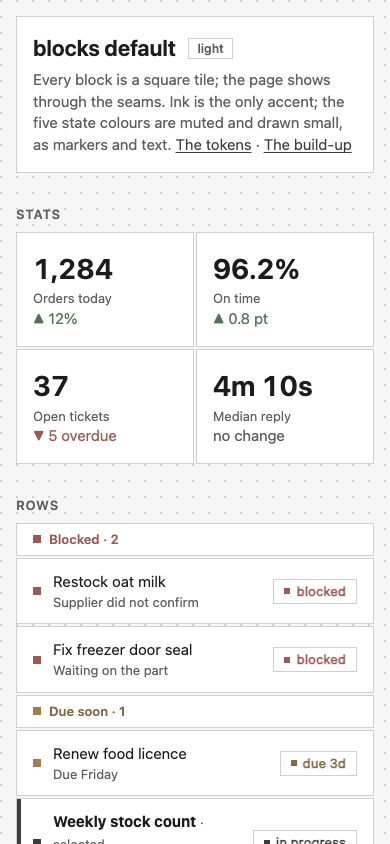 blocks default light
Every block is a square tile; the page shows
through the seams. Ink is the only accent; the
five state colours are muted and drawn small,
as markers and text. The tokens · The build-up
STATS
1,284
Orders today
▲ 12%
96.2%
On time
▲ 0.8 pt
37
Open tickets
▼ 5 overdue
4m 10s
Median reply
no change
ROWS
Blocked · 2
Restock oat milk
Supplier did not confirm
blocked
Fix freezer door seal
Waiting on the part
blocked
Due soon · 1
Renew food licence
Due Friday
due 3d
Weekly stock count ·
selected
in progress